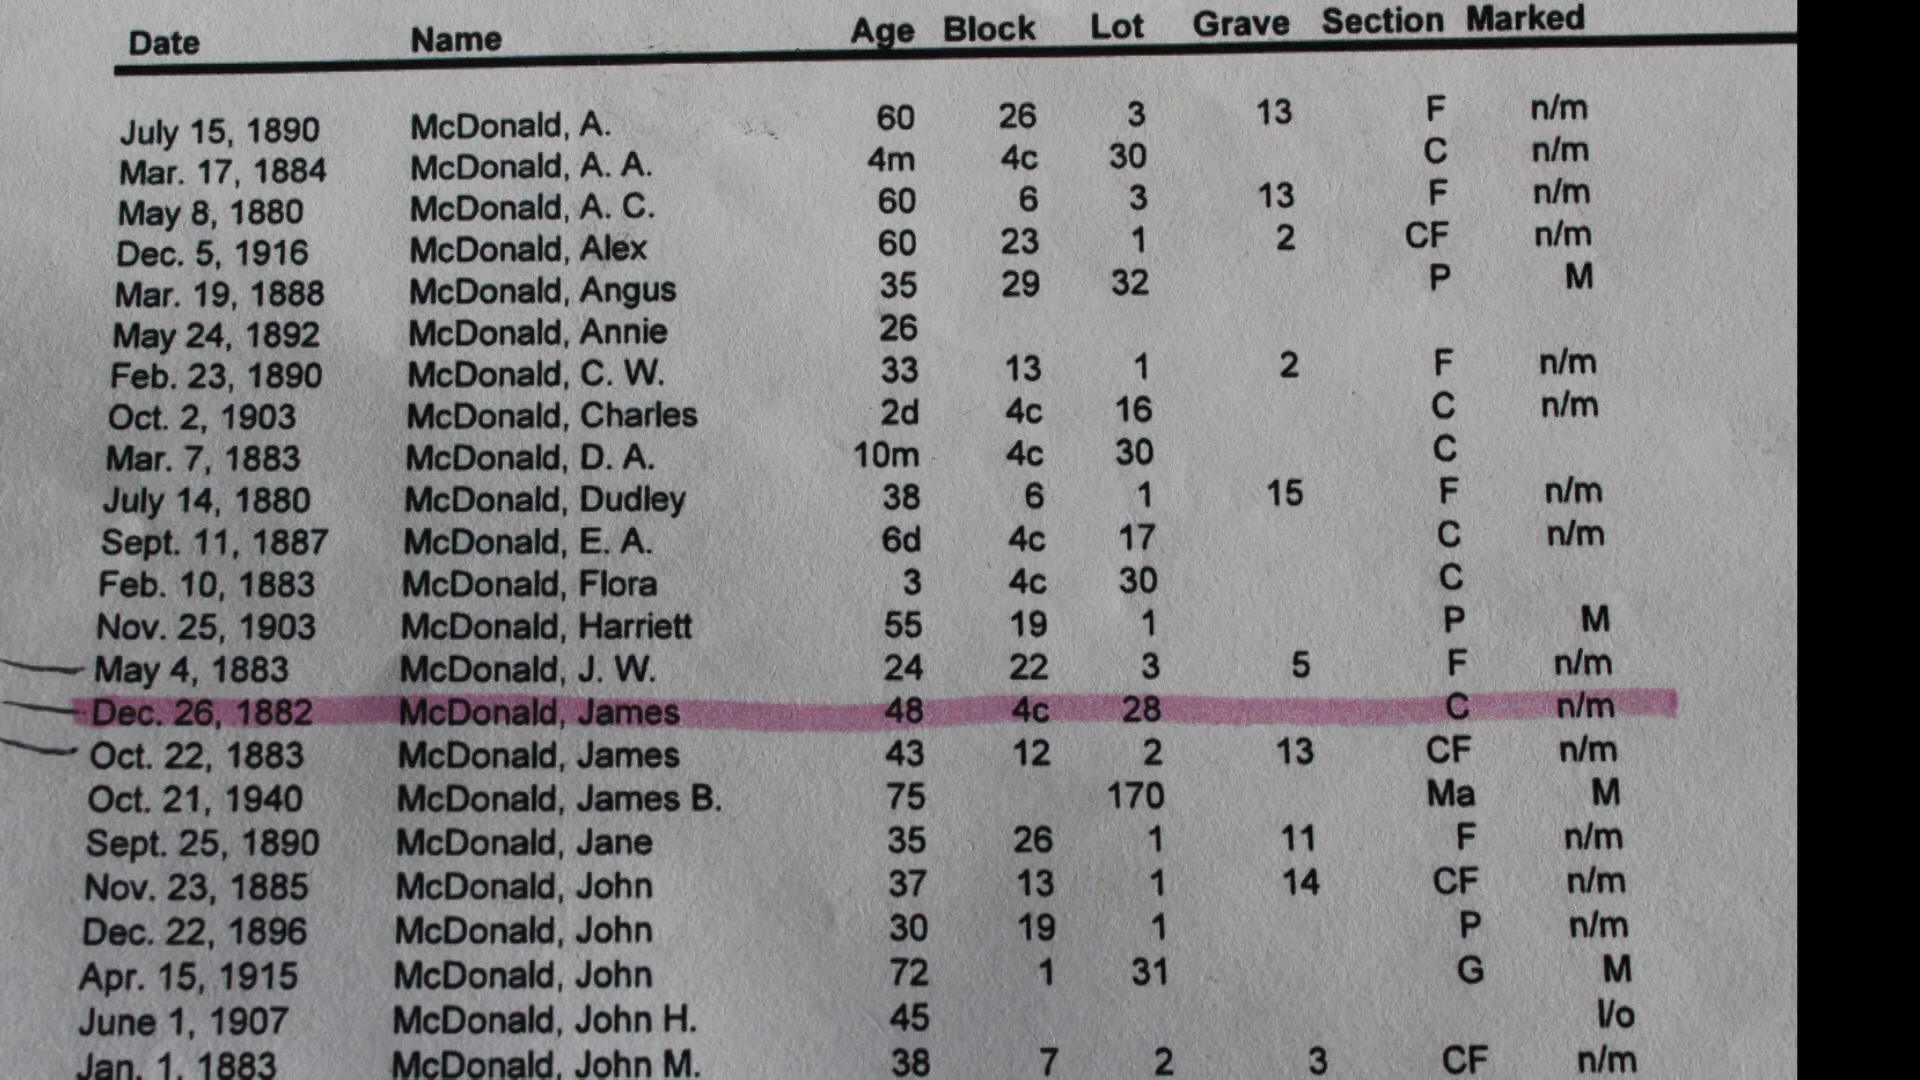 Date Name Age Block Lot Grave Section Marked
July 15, 1890 McDonald, A. 60 26 3 13 F n/m
Mar. 17, 1884 McDonald, A. A. 4m 4c 30 C n/m
May 8, 1880 McDonald, A. C. 60 6 3 13 F n/m
Dec. 5, 1916 McDonald, Alex 60 23 1 2 CF n/m
Mar. 19, 1888 McDonald, Angus 35 29 32 P M
May 24, 1892 McDonald, Annie 26
Feb. 23, 1890 McDonald, C. W. 33 13 1 2 F n/m
Oct. 2, 1903 McDonald, Charles 2d 4c 16 C n/m
Mar. 7, 1883 McDonald, D. A. 10m 4c 30 C
July 14, 1880 McDonald, Dudley 38 6 1 15 F n/m
Sept. 11, 1887 McDonald, E. A. 6d 4c 17 C n/m
Feb. 10, 1883 McDonald, Flora 3 4c 30 C
Nov. 25, 1903 McDonald, Harriett 55 19 1 P M
May 4, 1883 McDonald, J. W. 24 22 3 5 F n/m
Dec. 26, 1882 McDonald, James 48 4c 28 C n/m
Oct. 22, 1883 McDonald, James 43 12 2 13 CF n/m
Oct. 21, 1940 McDonald, James B. 75 170 Ma M
Sept. 25, 1890 McDonald, Jane 35 26 1 11 F n/m
Nov. 23, 1885 McDonald, John 37 13 1 14 CF n/m
Dec. 22, 1896 McDonald, John 30 19 1 P n/m
Apr. 15, 1915 McDonald, John 72 1 31 G M
June 1, 1907 McDonald, John H. 45 I/o
Jan. 1, 1883 McDonald, John M. 38 7 2 3 CF n/m